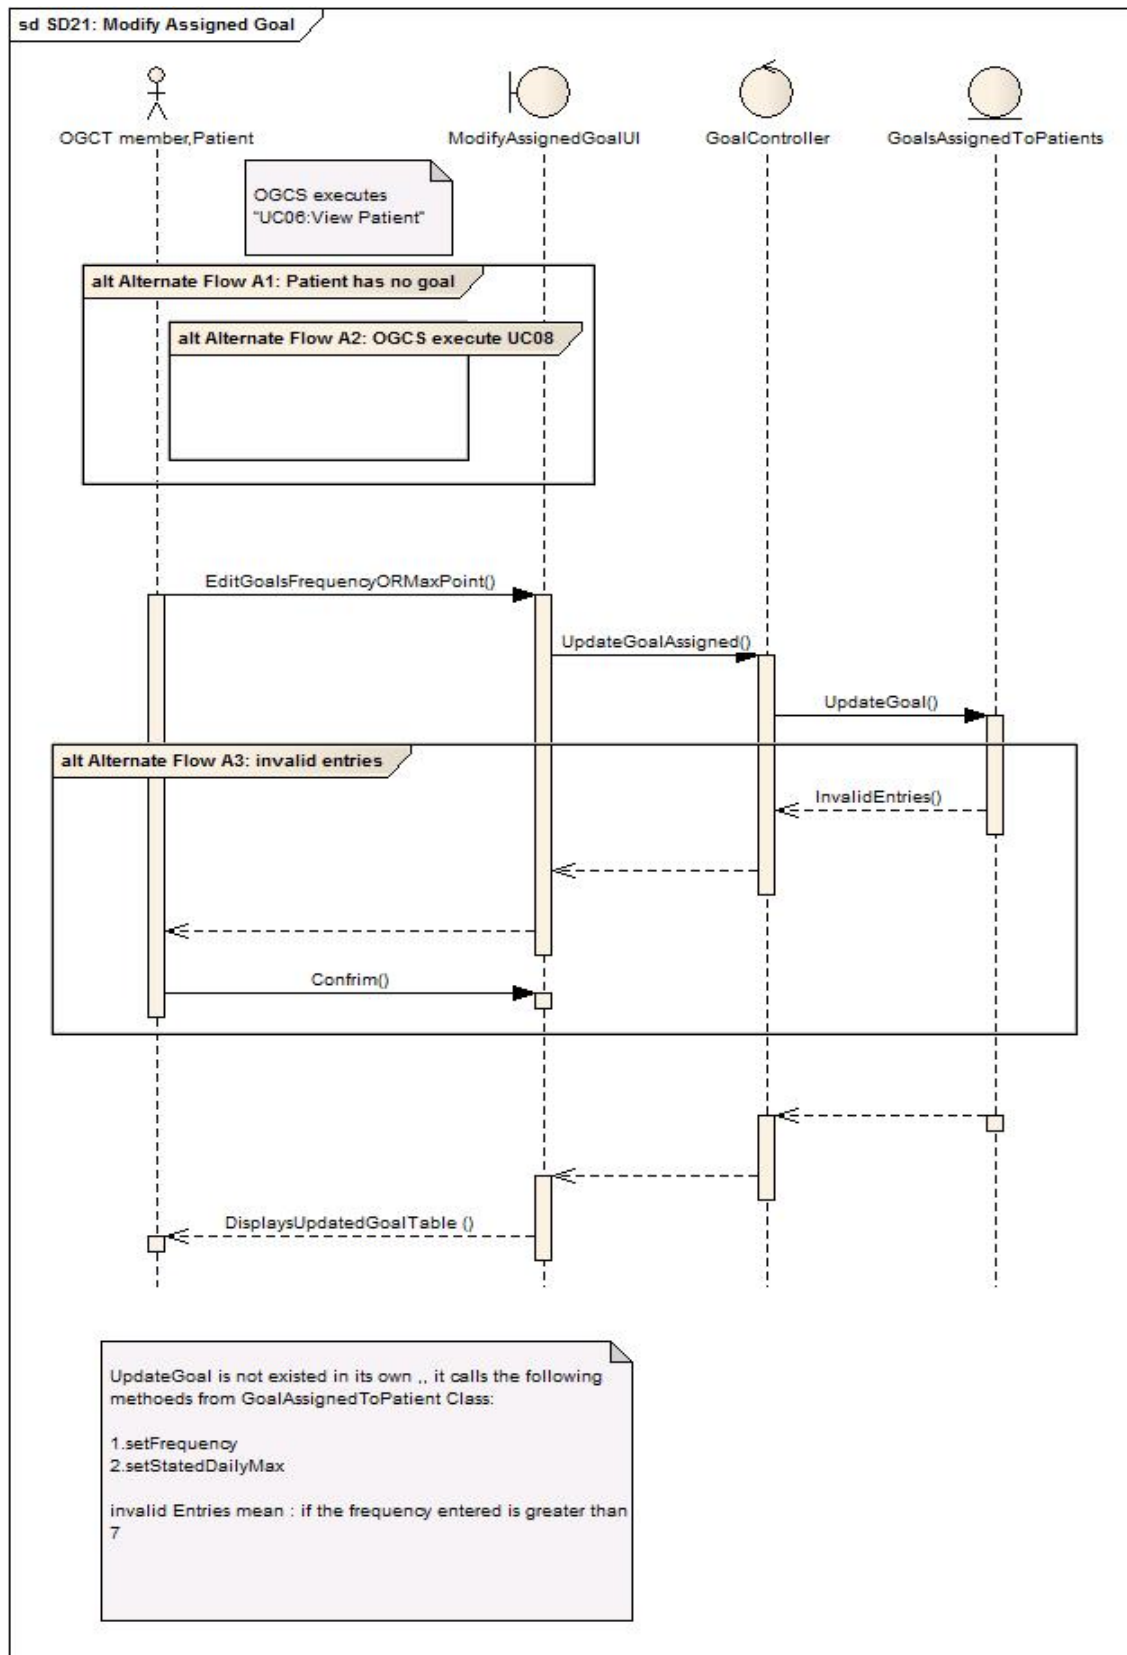 sd SD21: Modify Assigned Goal
OGCT member,Patient
ModifyAssignedGoalUI
GoalController
GoalsAssignedToPatients
OGCS executes
"UC06:View Patient"
alt Alternate Flow A1: Patient has no goal
alt Alternate Flow A2: OGCS execute UC08
EditGoalsFrequencyORMaxPoint()
UpdateGoalAssigned()
UpdateGoal()
alt Alternate Flow A3: invalid entries
InvalidEntries()
Confrim()
DisplaysUpdatedGoalTable ()
UpdateGoal is not existed in its own ,, it calls the following
methoeds from GoalAssignedToPatient Class:
1.setFrequency
2.setStatedDailyMax
invalid Entries mean : if the frequency entered is greater than
7